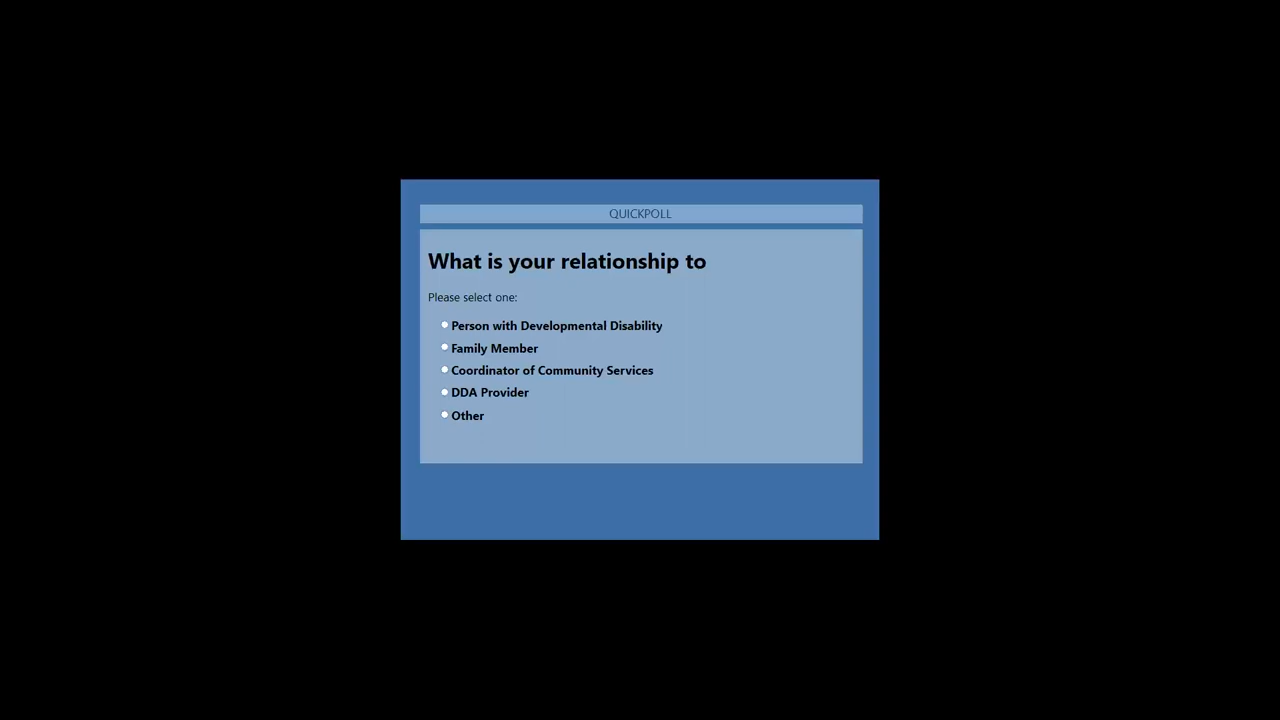 QUICKPOLL
What is your relationship to
Please select one:
Person with Developmental Disability
Family Member
Coordinator of Community Services
DDA Provider
Other